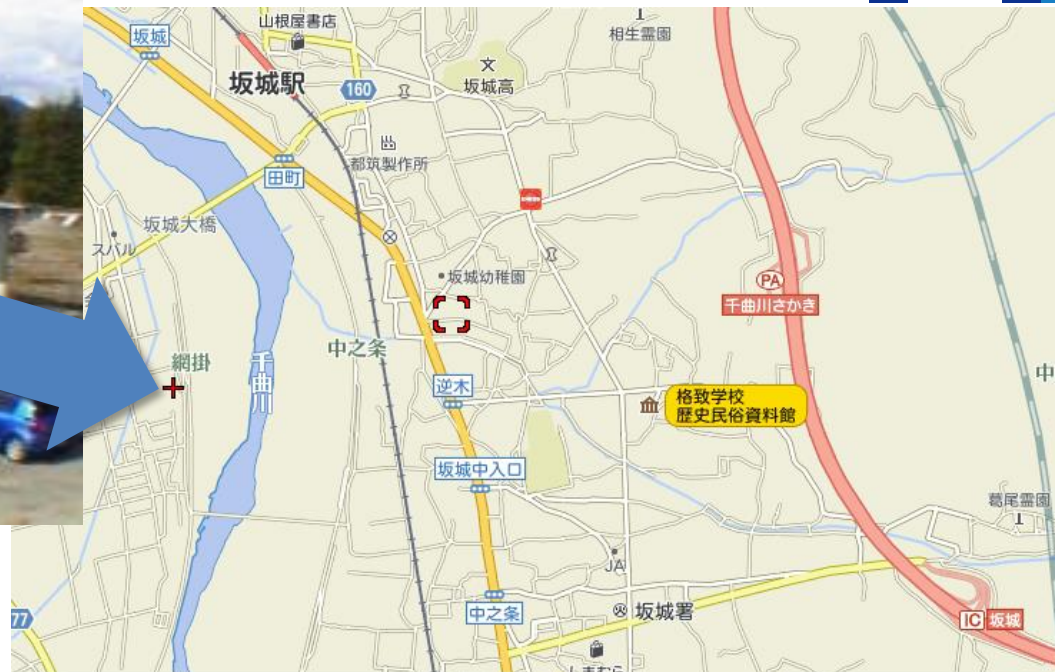 山根屋書店
坂城
相生霊園
坂城駅
160
坂城高
都筑製作所
田町
坂城大橋
スバル
坂城幼稚園
PA
千曲川さかき
中之条
網掛
千曲川
中
逆木
格致学校
歴史民俗資料館
坂城中入口
葛尾霊園
JA
中之条
坂城署
IC 坂城
77